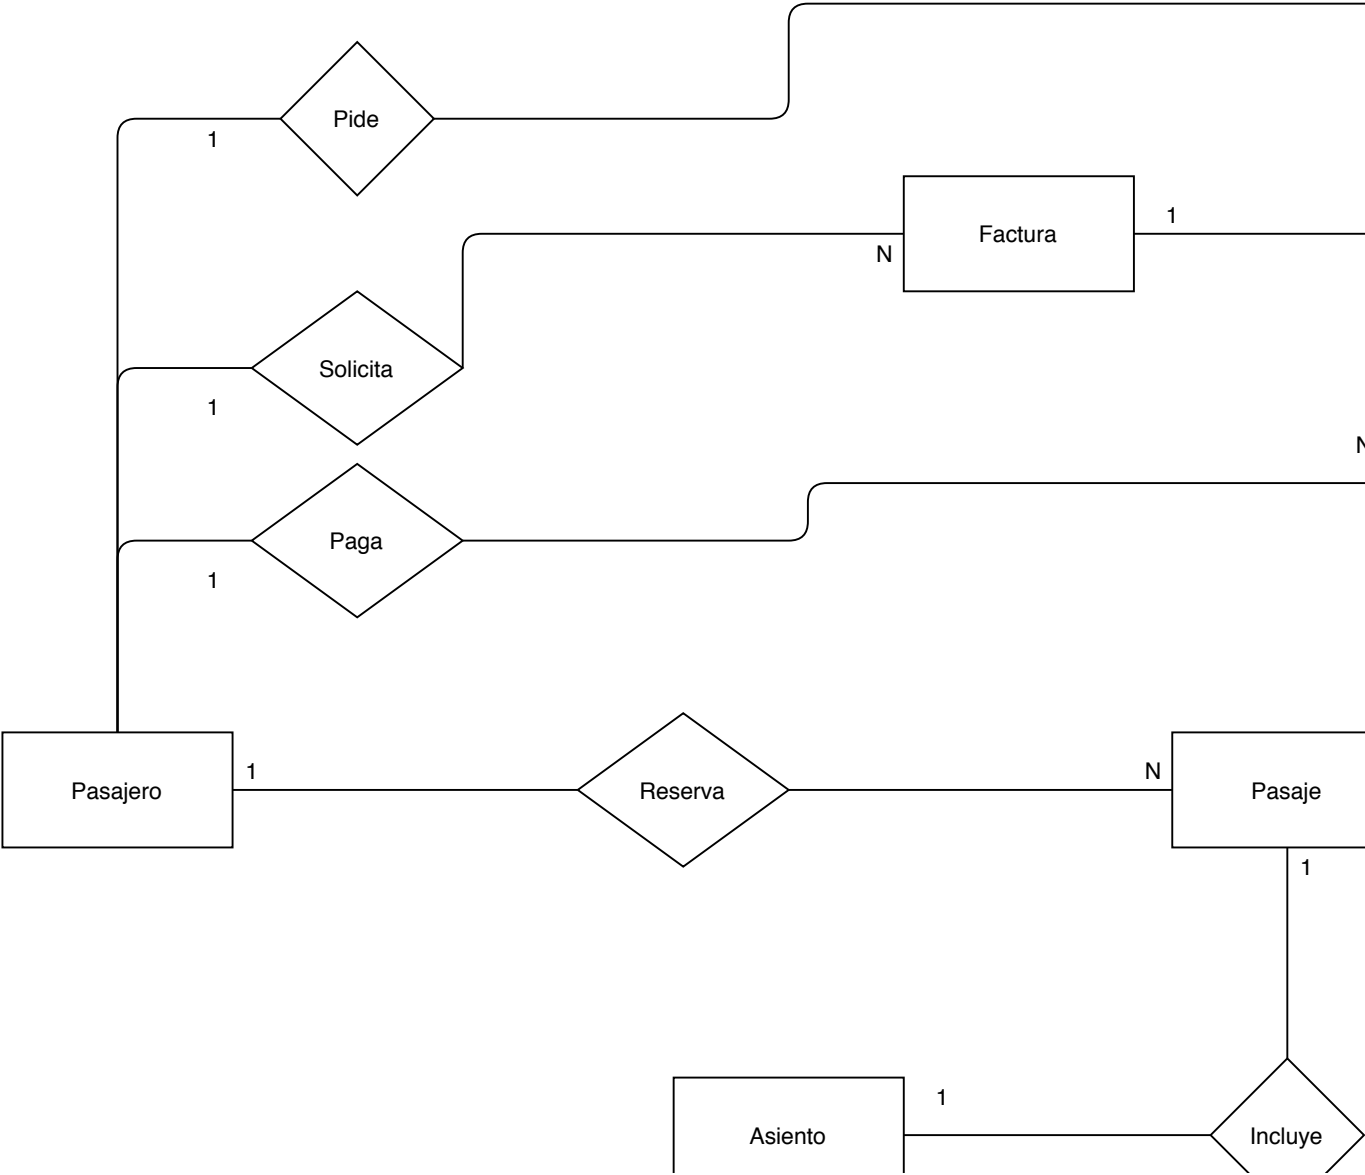 Pide
1
1
Factura
N
Solicita
1
N
Paga
1
Pasajero
1
Reserva
N
Pasaje
1
1
Asiento
Incluye